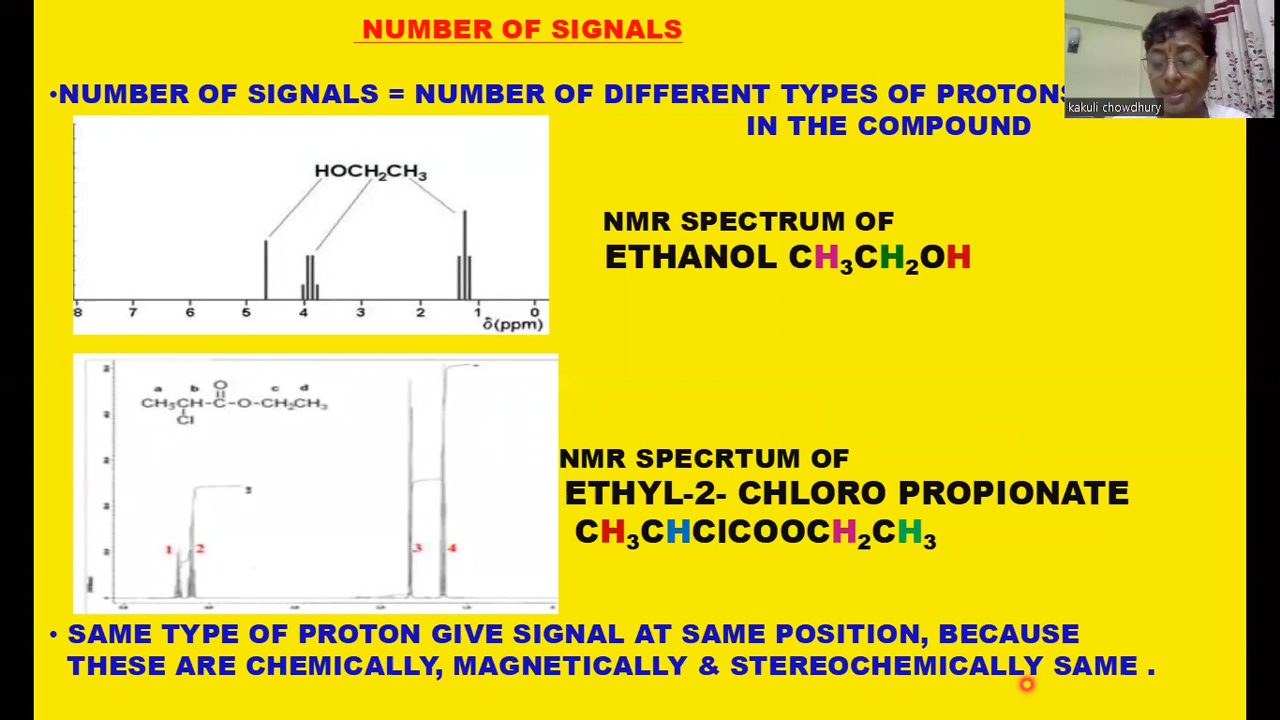 NUMBER OF SIGNALS
•NUMBER OF SIGNALS = NUMBER OF DIFFERENT TYPES OF PROTONS
IN THE COMPOUND
kakuli chowdhury
HOCH₂CH₃
8 7 6 5 4 3 2 1 0
δ(ppm)
NMR SPECTRUM OF
ETHANOL CH₃CH₂OH
a b c d
O
CH₃CH-C-O-CH₂CH₃
Cl
1 2 3 4
NMR SPECRTUM OF
ETHYL-2- CHLORO PROPIONATE
CH₃CHClCOOCH₂CH₃
• SAME TYPE OF PROTON GIVE SIGNAL AT SAME POSITION, BECAUSE
THESE ARE CHEMICALLY, MAGNETICALLY & STEREOCHEMICALLY SAME .